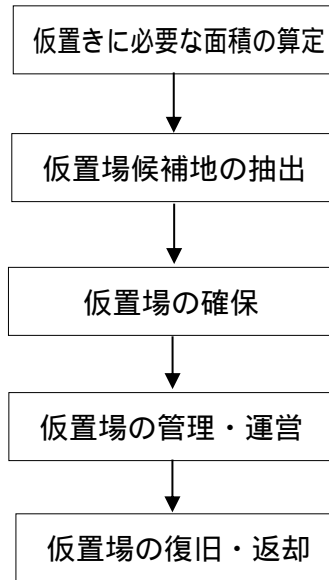 仮置きに必要な面積の算定
仮置場候補地の抽出
仮置場の確保
仮置場の管理・運営
仮置場の復旧・返却